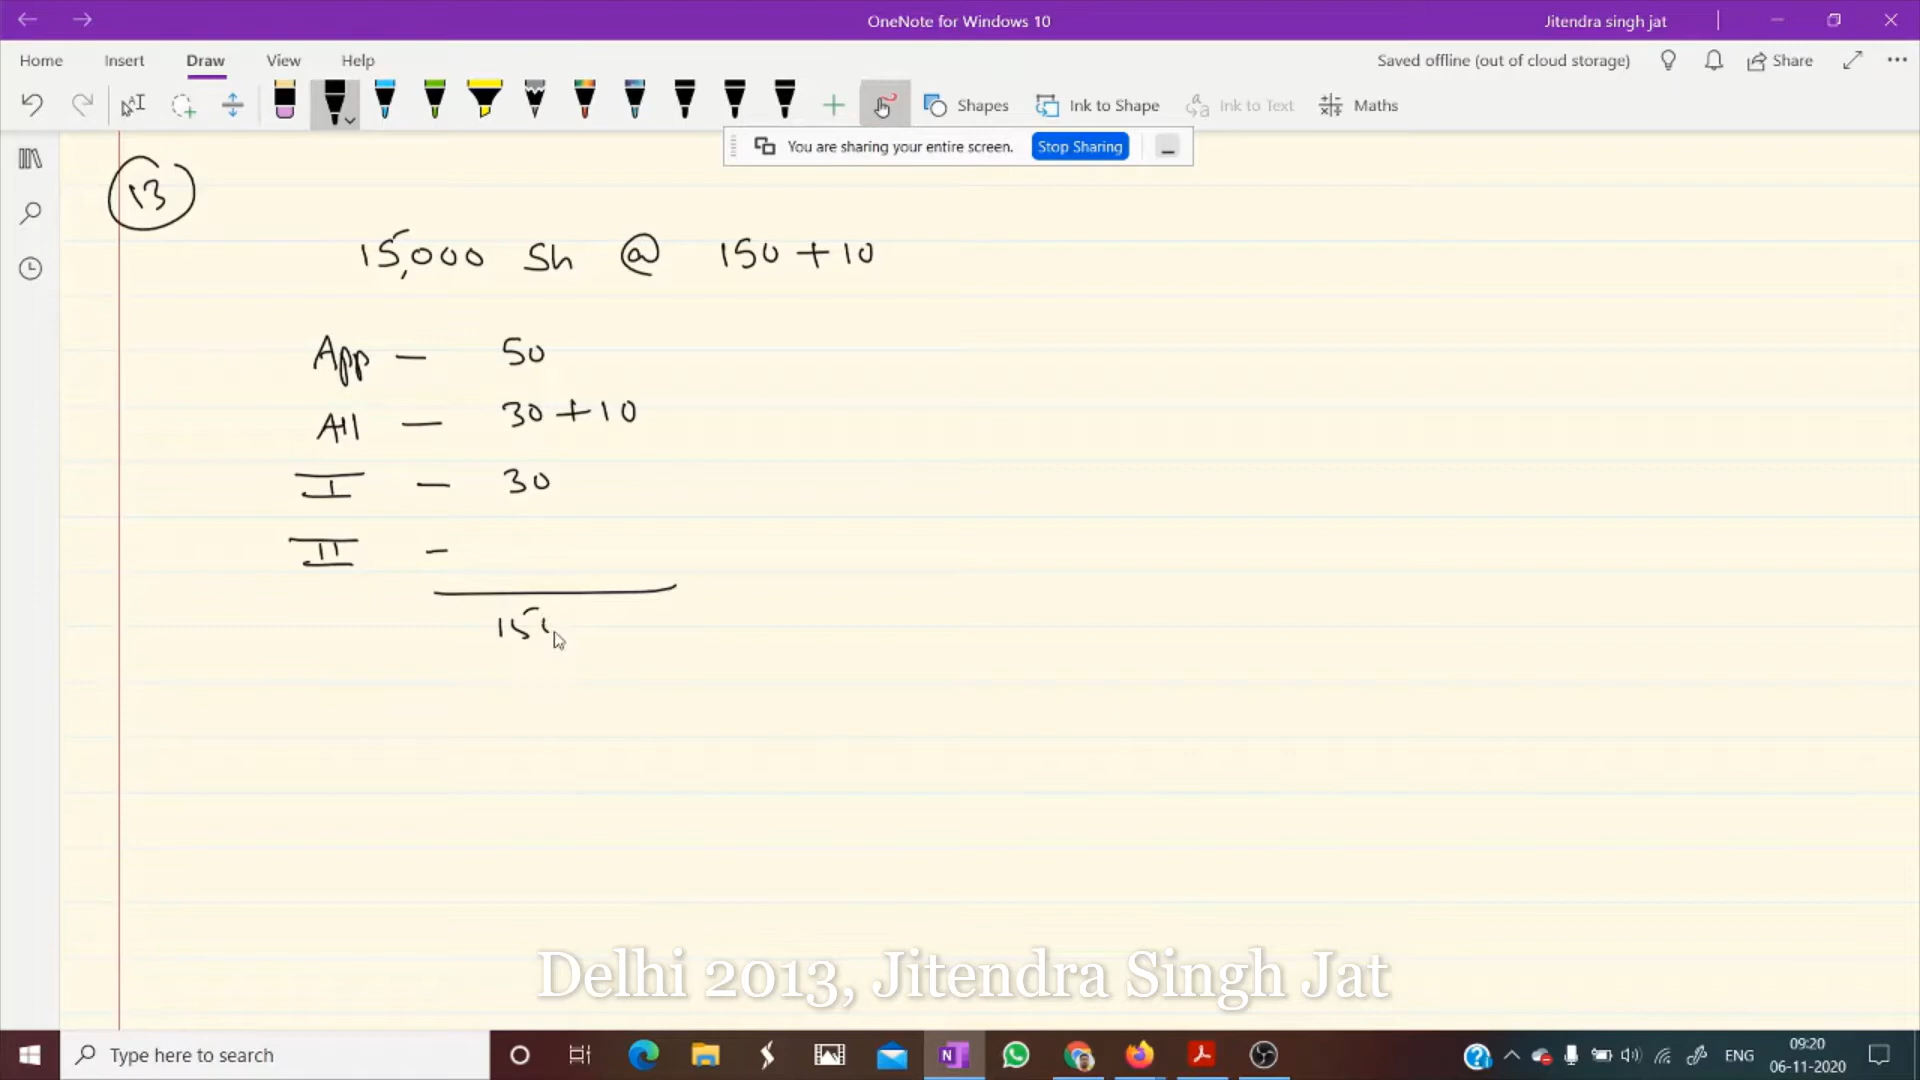 OneNote for Windows 10
Jitendra singh jat
Home Insert Draw View Help
Saved offline (out of cloud storage)
Share
Shapes
Ink to Shape
Ink to Text
Maths
You are sharing your entire screen.
Stop Sharing
13
15,000 Sh @ 150 + 10
App — 50
All — 30 + 10
I — 30
II -
15
Delhi 2013, Jitendra Singh Jat
Type here to search
ENG
09:20
06-11-2020